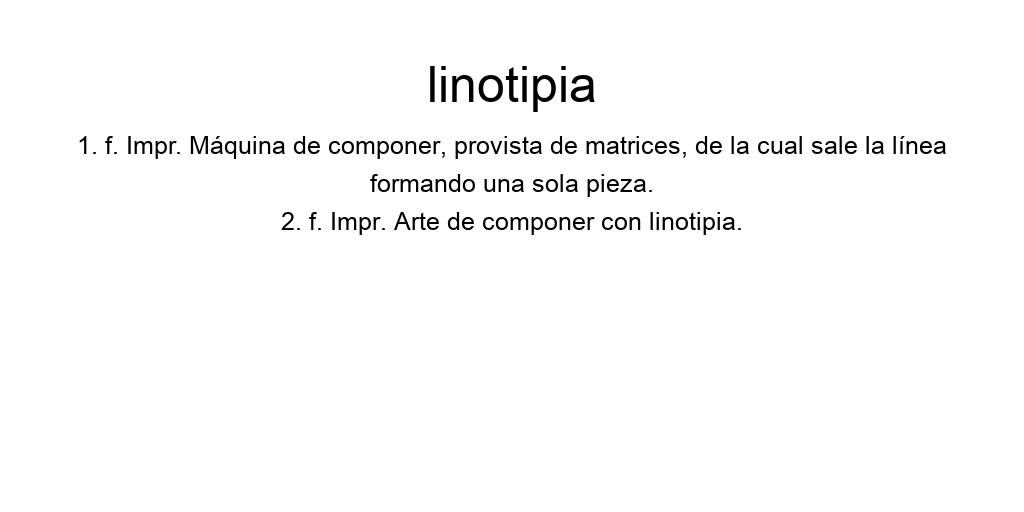 linotipia
1. f. Impr. Máquina de componer, provista de matrices, de la cual sale la línea
formando una sola pieza.
2. f. Impr. Arte de componer con linotipia.